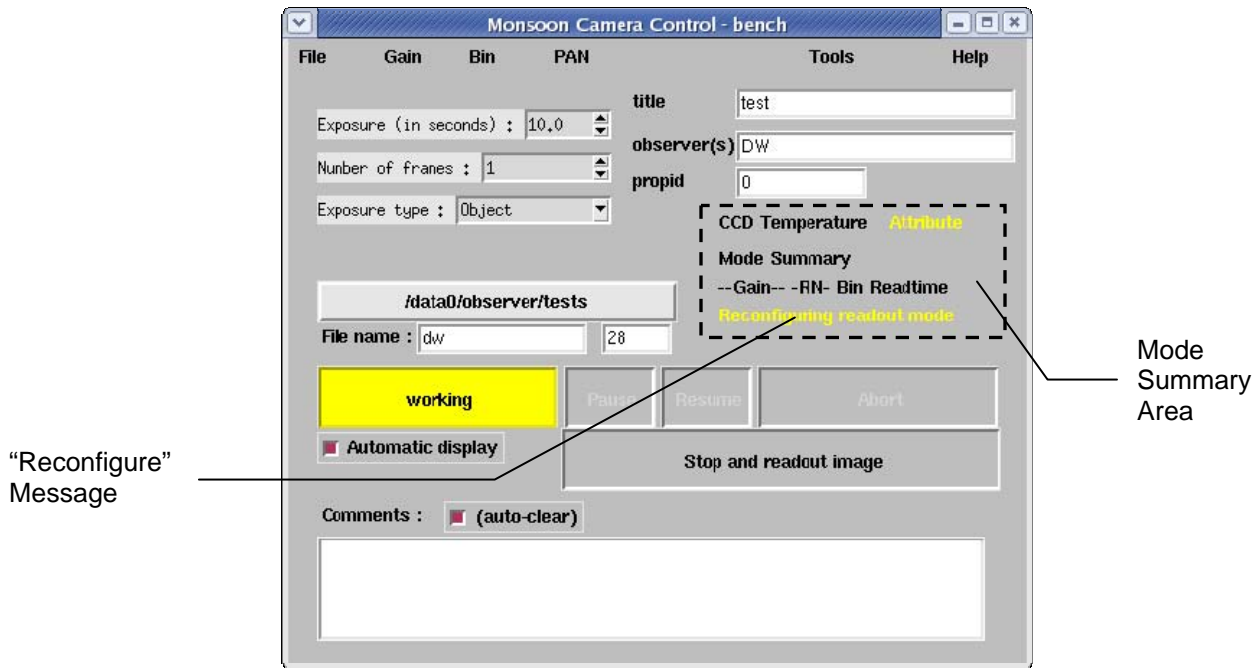 Monsoon Camera Control - bench
File Gain Bin PAN Tools Help
title test
Exposure (in seconds) : 10.0
observer(s) DW
Number of frames : 1
propid 0
Exposure type : Object
CCD Temperature Attribute
Mode Summary
--Gain-- -RN- Bin Readtime
/data0/observer/tests
Reconfiguring readout mode
File name : dw 28
Mode
Summary
Area
working Pause Resume Abort
Automatic display
Stop and readout image
“Reconfigure”
Message
Comments : (auto-clear)